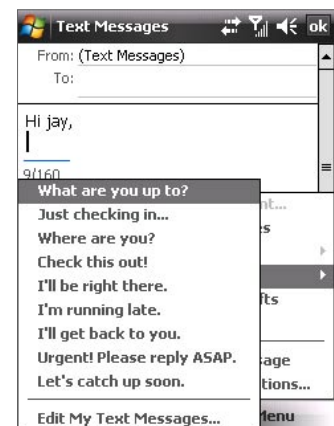 Text Messages ok
From: (Text Messages)
To:
Hi jay,
9/160
What are you up to?
Just checking in...
Where are you?
Check this out!
I'll be right there.
I'm running late.
I'll get back to you.
Urgent! Please reply ASAP.
Let's catch up soon.
Edit My Text Messages...